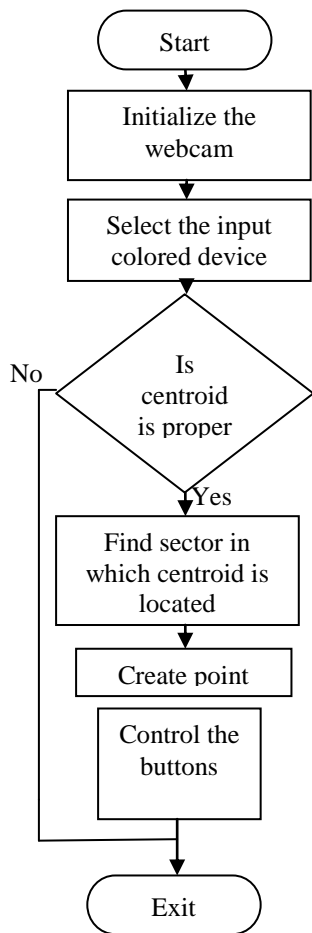 Start
Initialize the
webcam
Select the input
colored device
No
Is
centroid
is proper
Yes
Find sector in
which centroid is
located
Create point
Control the
buttons
Exit